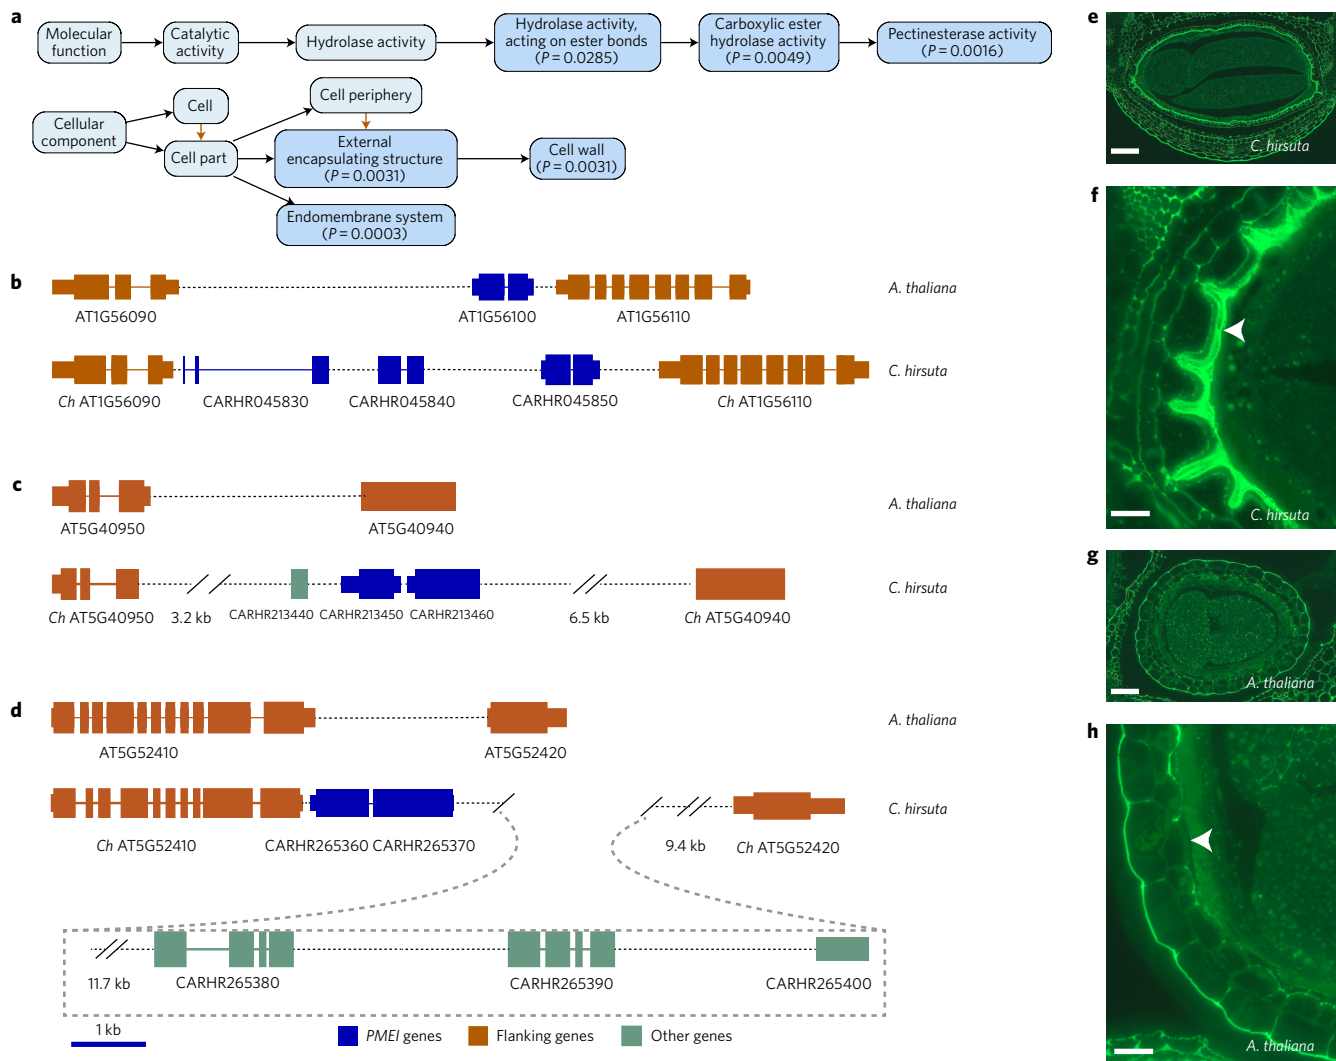 a
Molecular
function
Catalytic
activity
Hydrolase activity
Hydrolase activity,
acting on ester bonds
(P = 0.0285)
Carboxylic ester
hydrolase activity
(P = 0.0049)
Pectinesterase activity
(P = 0.0016)
Cellular
component
Cell
Cell part
Cell periphery
External
encapsulating structure
(P = 0.0031)
Cell wall
(P = 0.0031)
Endomembrane system
(P = 0.0003)
b
A. thaliana
AT1G56090
AT1G56100
AT1G56110
C. hirsuta
Ch AT1G56090
CARHR045830
CARHR045840
CARHR045850
Ch AT1G56110
c
A. thaliana
AT5G40950
AT5G40940
C. hirsuta
Ch AT5G40950
3.2 kb
CARHR213440
CARHR213450
CARHR213460
6.5 kb
Ch AT5G40940
d
A. thaliana
AT5G52410
AT5G52420
C. hirsuta
Ch AT5G52410
CARHR265360
CARHR265370
9.4 kb
Ch AT5G52420
11.7 kb
CARHR265380
CARHR265390
CARHR265400
1 kb
PMEI genes
Flanking genes
Other genes
e
C. hirsuta
f
C. hirsuta
g
A. thaliana
h
A. thaliana